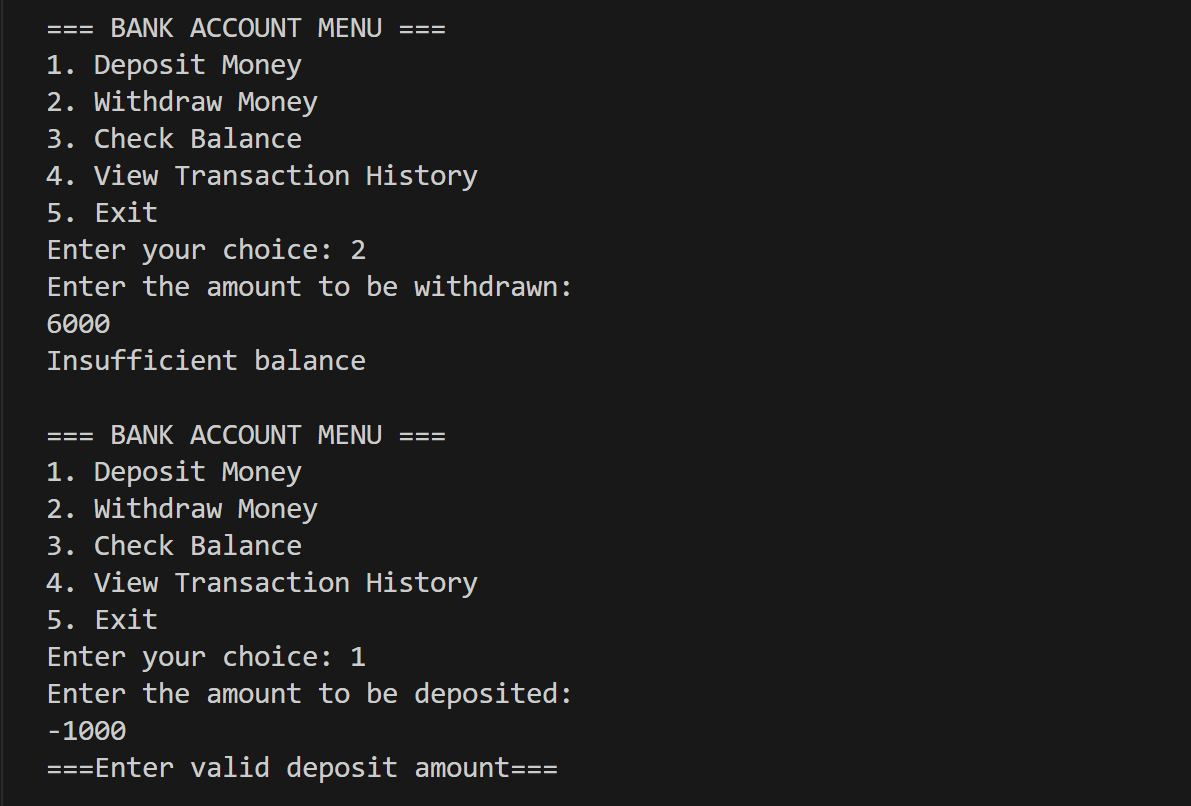 === BANK ACCOUNT MENU ===
1. Deposit Money
2. Withdraw Money
3. Check Balance
4. View Transaction History
5. Exit
Enter your choice: 2
Enter the amount to be withdrawn:
6000
Insufficient balance

=== BANK ACCOUNT MENU ===
1. Deposit Money
2. Withdraw Money
3. Check Balance
4. View Transaction History
5. Exit
Enter your choice: 1
Enter the amount to be deposited:
-1000
===Enter valid deposit amount===